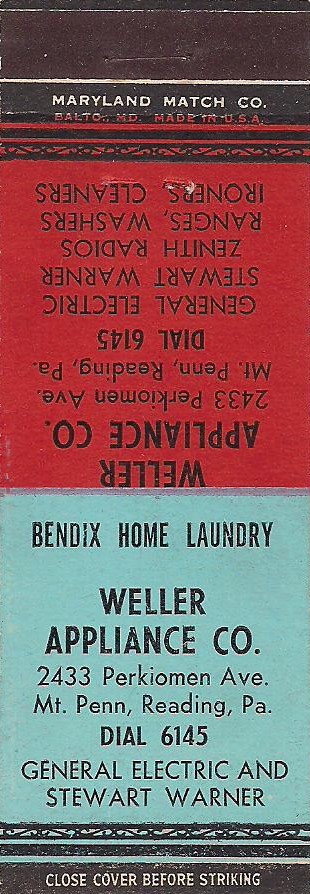 MARYLAND MATCH CO.
BALTO., MD. MADE IN U.S.A.
WELLER
APPLIANCE CO.
2433 Perkiomen Ave.
Mt. Penn, Reading, Pa.
DIAL 6145
GENERAL ELECTRIC
STEWART WARNER
ZENITH RADIOS
RANGES, WASHERS
IRONERS, CLEANERS
BENDIX HOME LAUNDRY
WELLER
APPLIANCE CO.
2433 Perkiomen Ave.
Mt. Penn, Reading, Pa.
DIAL 6145
GENERAL ELECTRIC AND
STEWART WARNER
CLOSE COVER BEFORE STRIKING